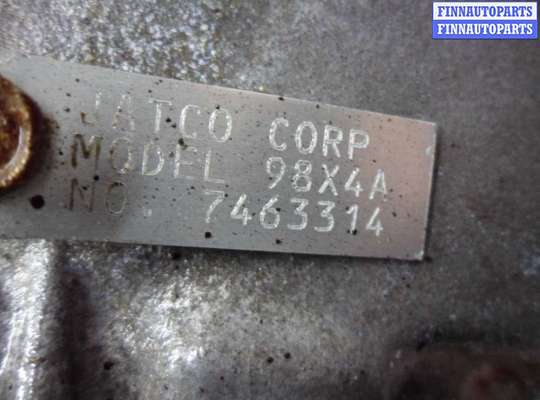 FINNAUTOPARTS
FINNAUTOPARTS
JATCO CORP
MODEL 98X4A
NO. 7463314